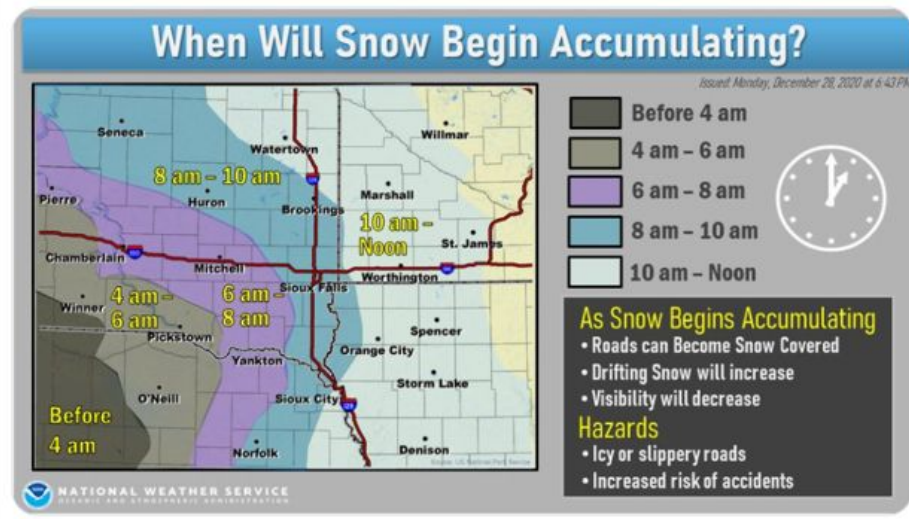 When Will Snow Begin Accumulating?
Issued: Monday, December 28, 2020 at 6:43 PM
Seneca
Watertown
Willmar
8 am - 10 am
Pierre
Huron
Brookings
Marshall
10 am -
Noon
St. James
Chamberlain
Mitchell
Sioux Falls
Worthington
4 am -
6 am
6 am -
8 am
Winner
Pickstown
Spencer
Yankton
Orange City
O'Neill
Sioux City
Storm Lake
Before
4 am
Norfolk
Denison
Before 4 am
4 am – 6 am
6 am – 8 am
8 am – 10 am
10 am – Noon
As Snow Begins Accumulating
• Roads can Become Snow Covered
• Drifting Snow will increase
• Visibility will decrease
Hazards
• Icy or slippery roads
• Increased risk of accidents
NATIONAL WEATHER SERVICE
OCEANIC AND ATMOSPHERIC ADMINISTRATION